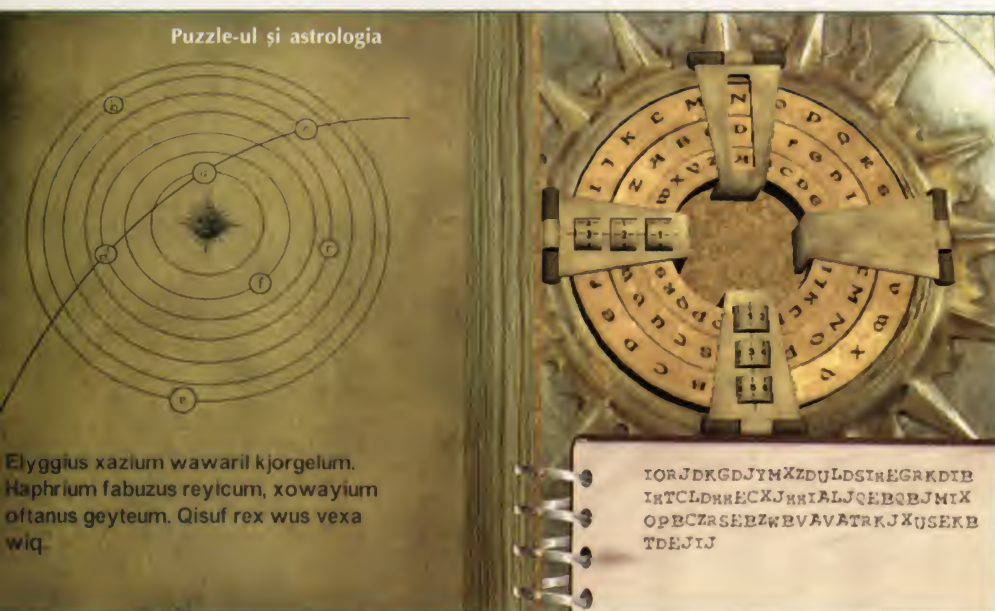 Puzzle-ul și astrologia
Elyggius xazium wawaril kjorgelum.
Haphrium fabuzus reyicum, xowayium
oftanus geyteum. Qisuf rex wus vexa
wiq.
IORJDKGDJYMXZDULDSIHEGRKDIB
IHTCLDHHECXJHHIALJQEBQBJMIX
OPBCZRSEBZWBVAVATRKJXUSEKB
TDEJIJ